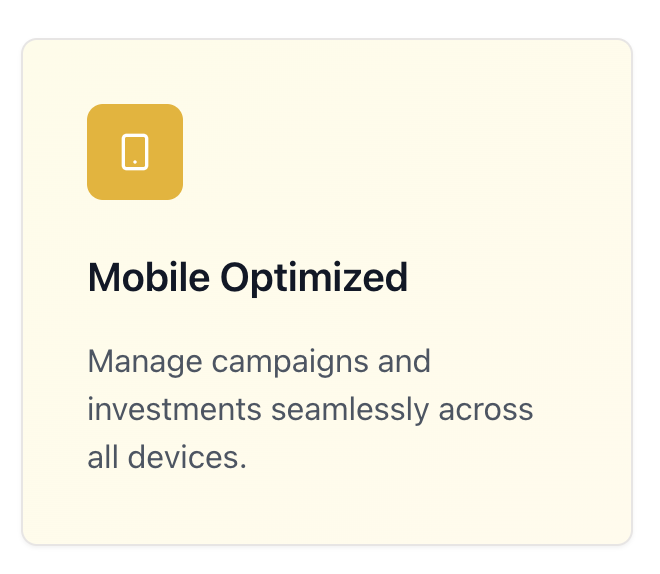 Mobile Optimized
Manage campaigns and
investments seamlessly across
all devices.